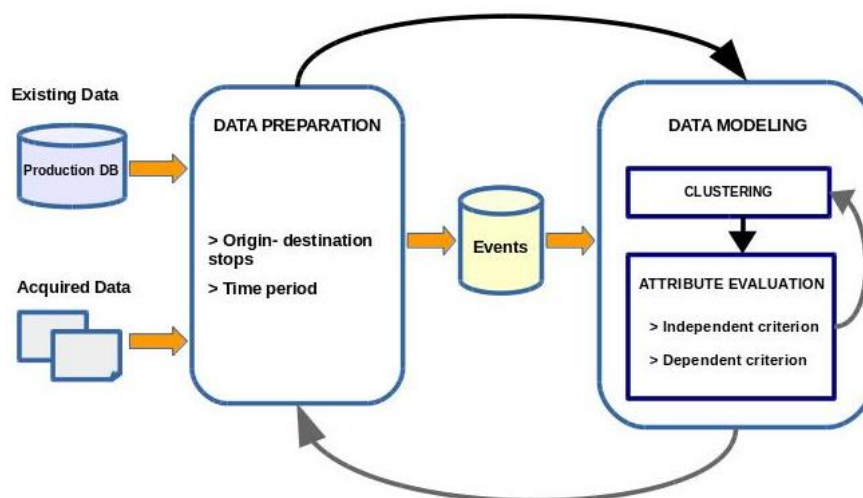 Existing Data
Production DB
Acquired Data
DATA PREPARATION
> Origin- destination
stops
> Time period
Events
DATA MODELING
CLUSTERING
ATTRIBUTE EVALUATION
> Independent criterion
> Dependent criterion